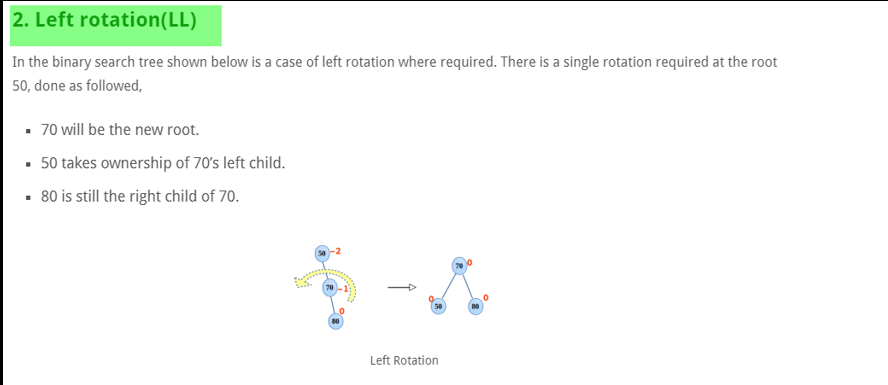 2. Left rotation(LL)
In the binary search tree shown below is a case of left rotation where required. There is a single rotation required at the root
50, done as followed,
▪ 70 will be the new root.
▪ 50 takes ownership of 70’s left child.
▪ 80 is still the right child of 70.
50 -2
70 0
70 -1
0 50
80 0
0
80
Left Rotation